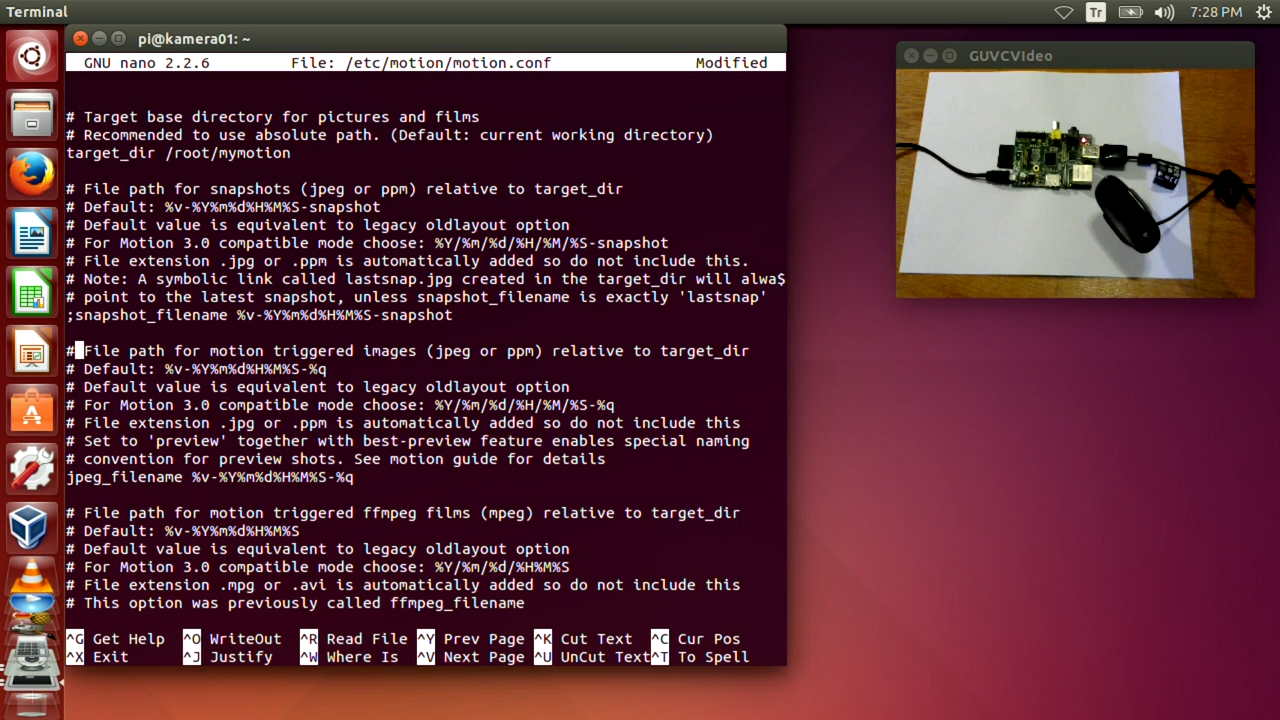 Terminal
Tr
7:28 PM
pi@kamera01: ~
GNU nano 2.2.6 File: /etc/motion/motion.conf Modified
# Target base directory for pictures and films
# Recommended to use absolute path. (Default: current working directory)
target_dir /root/mymotion
# File path for snapshots (jpeg or ppm) relative to target_dir
# Default: %v-%Y%m%d%H%M%S-snapshot
# Default value is equivalent to legacy oldlayout option
# For Motion 3.0 compatible mode choose: %Y/%m/%d/%H/%M/%S-snapshot
# File extension .jpg or .ppm is automatically added so do not include this.
# Note: A symbolic link called lastsnap.jpg created in the target_dir will alwa$
# point to the latest snapshot, unless snapshot_filename is exactly 'lastsnap'
;snapshot_filename %v-%Y%m%d%H%M%S-snapshot
# File path for motion triggered images (jpeg or ppm) relative to target_dir
# Default: %v-%Y%m%d%H%M%S-%q
# Default value is equivalent to legacy oldlayout option
# For Motion 3.0 compatible mode choose: %Y/%m/%d/%H/%M/%S-%q
# File extension .jpg or .ppm is automatically added so do not include this
# Set to 'preview' together with best-preview feature enables special naming
# convention for preview shots. See motion guide for details
jpeg_filename %v-%Y%m%d%H%M%S-%q
# File path for motion triggered ffmpeg films (mpeg) relative to target_dir
# Default: %v-%Y%m%d%H%M%S
# Default value is equivalent to legacy oldlayout option
# For Motion 3.0 compatible mode choose: %Y/%m/%d/%H%M%S
# File extension .mpg or .avi is automatically added so do not include this
# This option was previously called ffmpeg_filename
^G Get Help ^O WriteOut ^R Read File ^Y Prev Page ^K Cut Text ^C Cur Pos
^X Exit ^J Justify ^W Where Is ^V Next Page ^U UnCut Text ^T To Spell
GUVCVIdeo